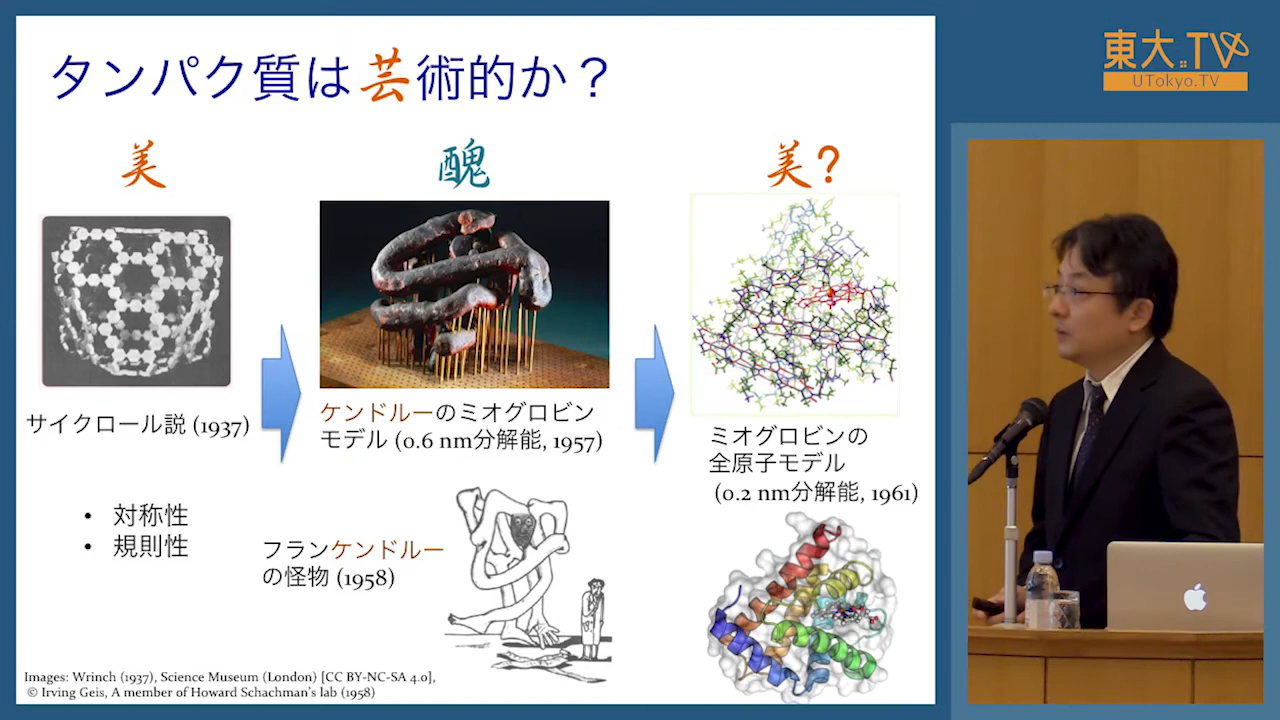 タンパク質は芸術的か？
美
醜
美？
サイクロール説 (1937)
ケンドルーのミオグロビン
モデル (0.6 nm分解能, 1957)
ミオグロビンの
全原子モデル
(0.2 nm分解能, 1961)
• 対称性
• 規則性
フランケンドルー
の怪物 (1958)
Images: Wrinch (1937), Science Museum (London) [CC BY-NC-SA 4.0],
© Irving Geis, A member of Howard Schachman's lab (1958)
東大.TV
UTokyo.TV